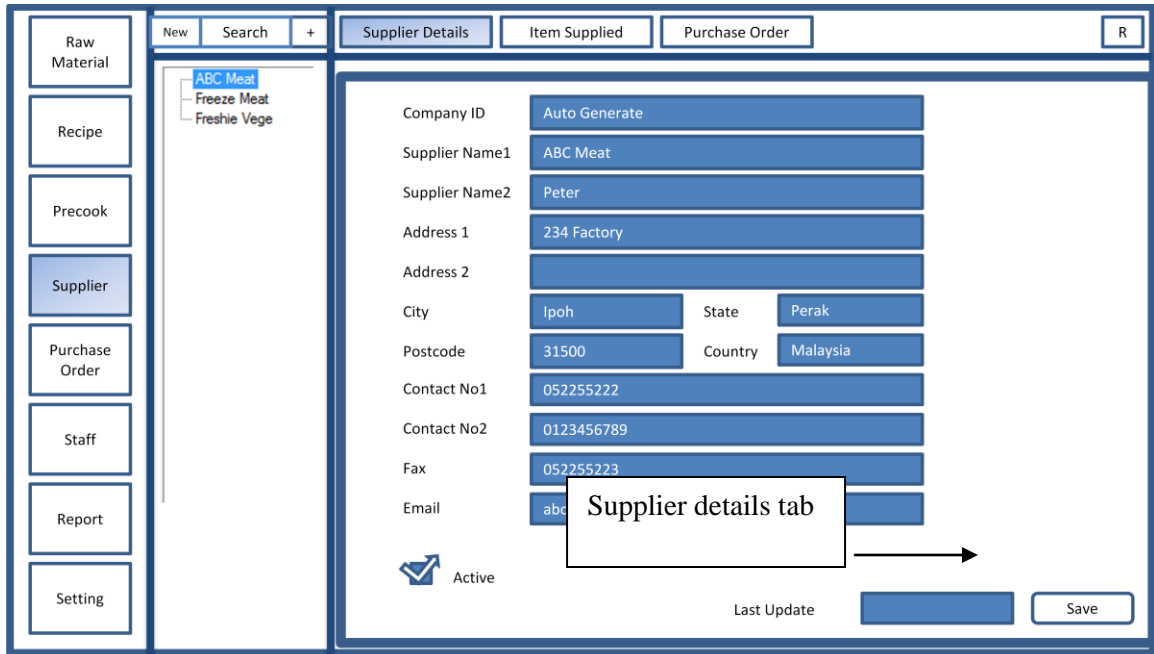 Raw
Material
Recipe
Precook
Supplier
Purchase
Order
Staff
Report
Setting
New Search +
ABC Meat
Freeze Meat
Freshie Vege
Supplier Details Item Supplied Purchase Order R
Company ID Auto Generate
Supplier Name1 ABC Meat
Supplier Name2 Peter
Address 1 234 Factory
Address 2
City Ipoh State Perak
Postcode 31500 Country Malaysia
Contact No1 052255222
Contact No2 0123456789
Fax 052255223
Email
Supplier details tab
Active
Last Update Save